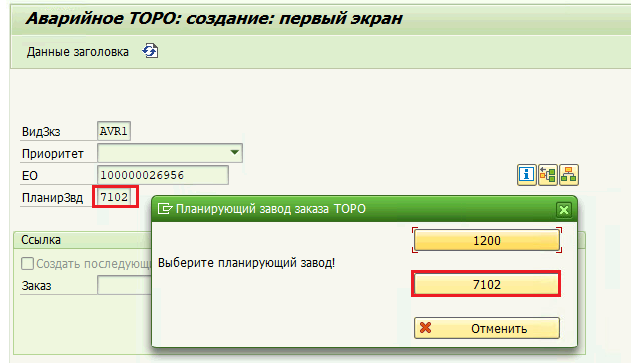 Аварийное ТОРО: создание: первый экран
Данные заголовка
ВидЗкз AVR1
Приоритет
ЕО 100000026956
ПланирЗвд 7102
Планирующий завод заказа ТОРО
1200
Выберите планирующий завод!
7102
Отменить
Ссылка
Создать последующ
Заказ